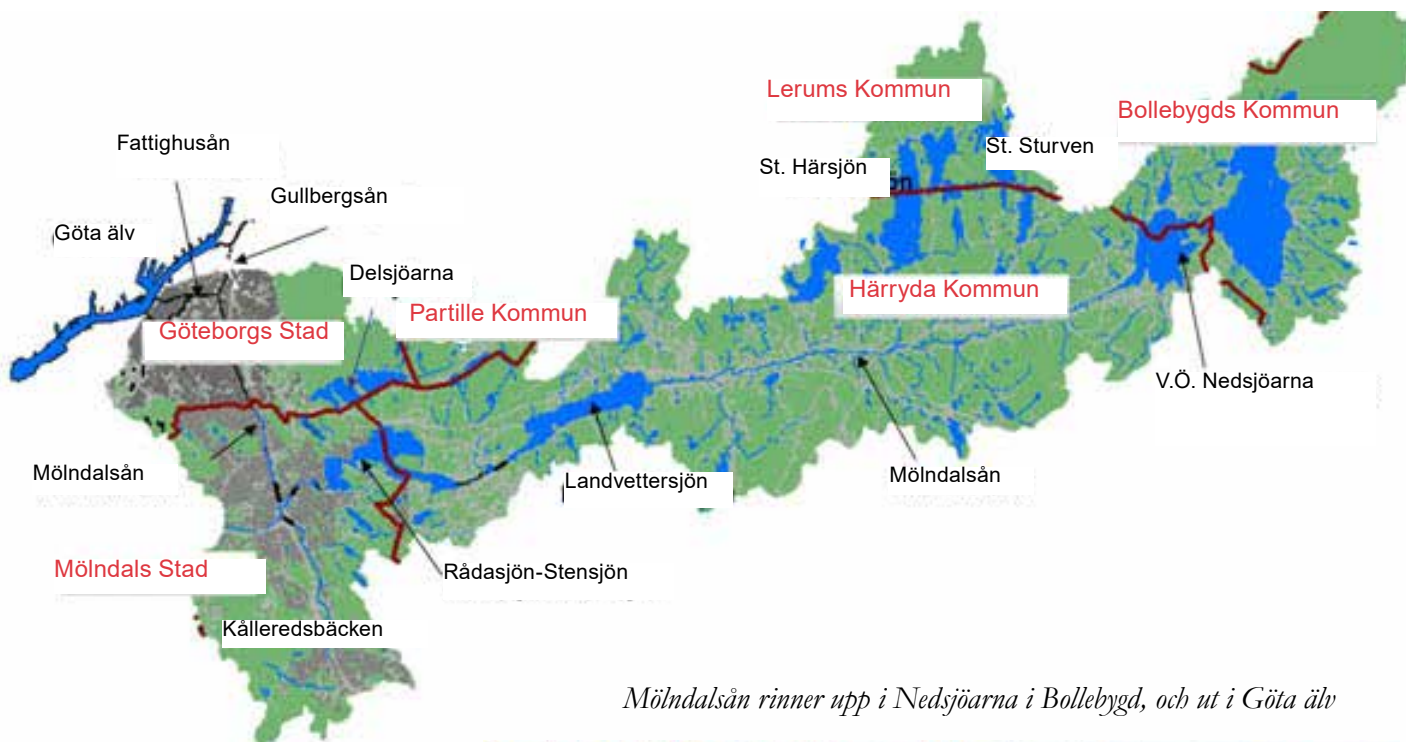 Lerums Kommun
Bollebygds Kommun
Fattighusån
St. Sturven
St. Härsjön
ön
Gullbergsån
Göta älv
Delsjöarna
Härryda Kommun
Partille Kommun
Göteborgs Stad
V.Ö. Nedsjöarna
Mölndalsån
Mölndalsån
Landvettersjön
Mölndals Stad
Rådasjön-Stensjön
Kålleredsbäcken
Mölndalsån rinner upp i Nedsjöarna i Bollebygd, och ut i Göta älv